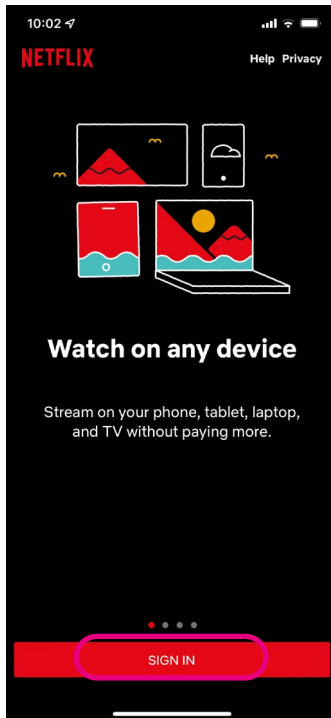 10:02
NETFLIX
Help Privacy
Watch on any device
Stream on your phone, tablet, laptop,
and TV without paying more.
SIGN IN